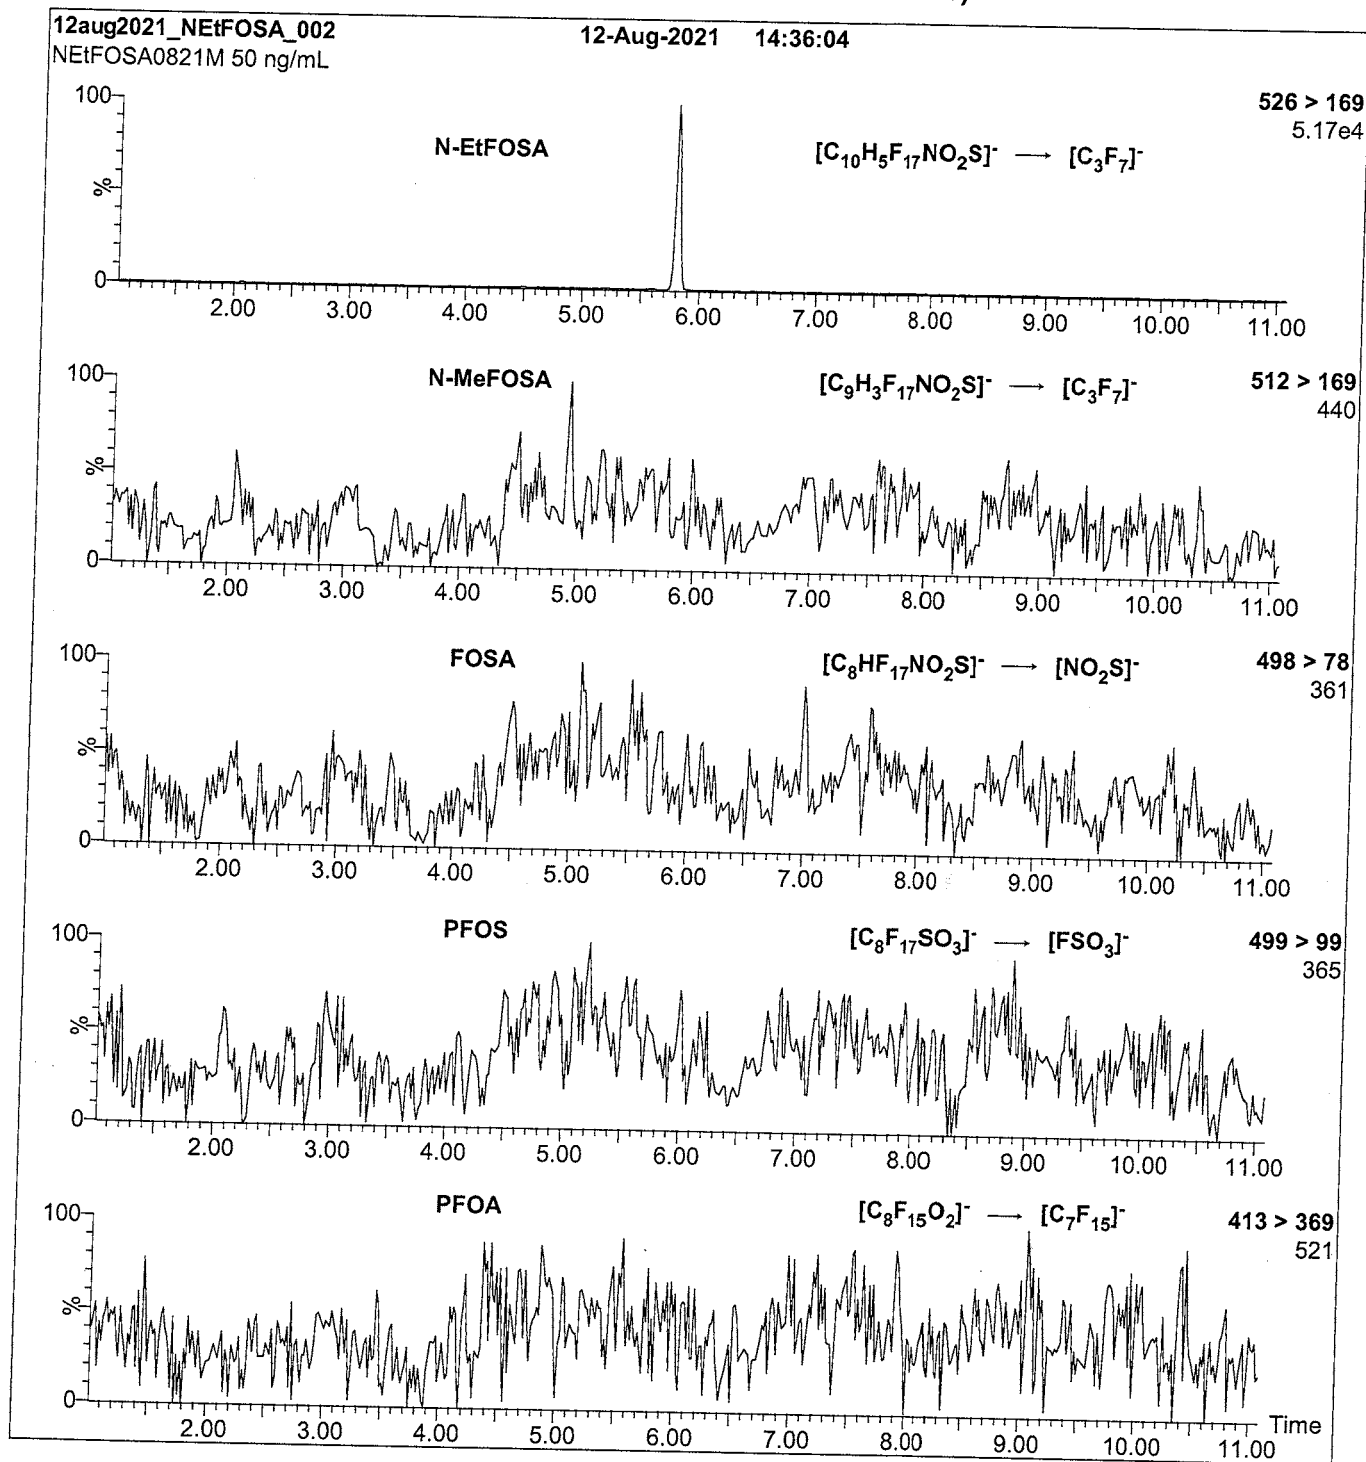 12aug2021_NEtFOSA_002 12-Aug-2021 14:36:04
NEtFOSA0821M 50 ng/mL
526 > 169
5.17e4
N-EtFOSA [C₁₀H₅F₁₇NO₂S]⁻ → [C₃F₇]⁻
100
%
0
2.00 3.00 4.00 5.00 6.00 7.00 8.00 9.00 10.00 11.00
N-MeFOSA [C₉H₃F₁₇NO₂S]⁻ → [C₃F₇]⁻ 512 > 169
440
100
%
0
2.00 3.00 4.00 5.00 6.00 7.00 8.00 9.00 10.00 11.00
FOSA [C₈HF₁₇NO₂S]⁻ → [NO₂S]⁻ 498 > 78
361
100
%
0
2.00 3.00 4.00 5.00 6.00 7.00 8.00 9.00 10.00 11.00
PFOS [C₈F₁₇SO₃]⁻ → [FSO₃]⁻ 499 > 99
365
100
%
0
2.00 3.00 4.00 5.00 6.00 7.00 8.00 9.00 10.00 11.00
PFOA [C₈F₁₅O₂]⁻ → [C₇F₁₅]⁻ 413 > 369
521
100
%
0
2.00 3.00 4.00 5.00 6.00 7.00 8.00 9.00 10.00 11.00 Time